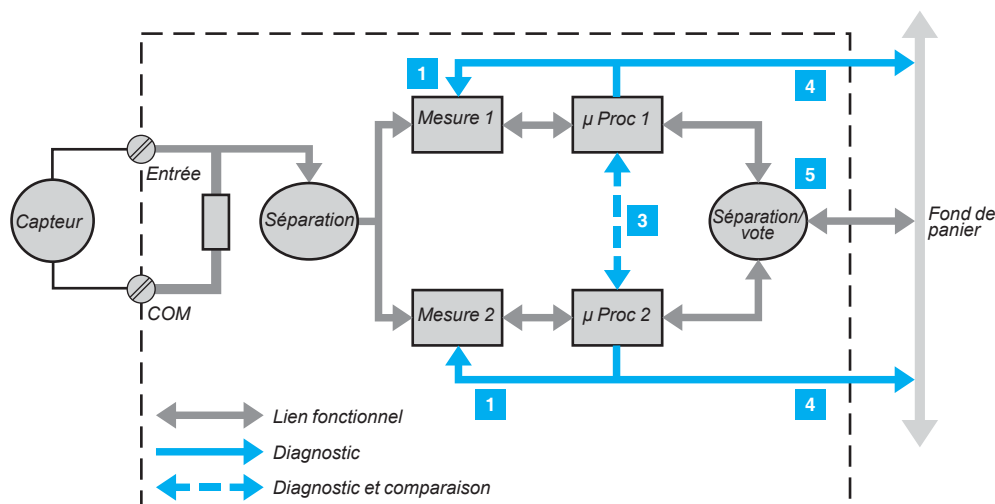 1
4
Mesure 1
µ Proc 1
Entrée
5
Capteur
Séparation
3
Séparation/
vote
Fond de
panier
COM
Mesure 2
µ Proc 2
1
4
Lien fonctionnel
Diagnostic
Diagnostic et comparaison